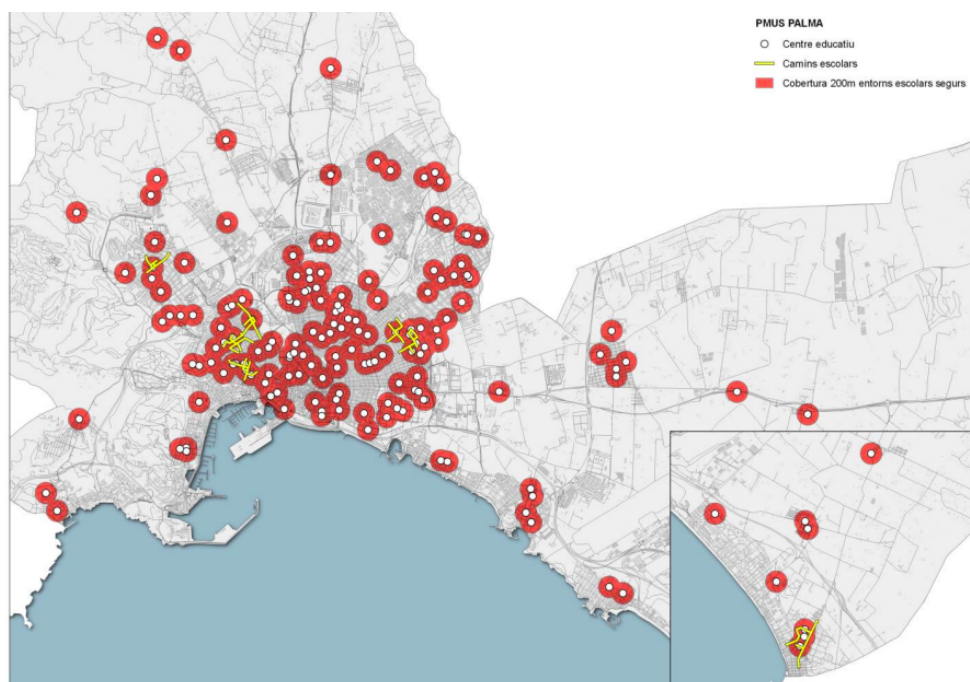 PMUS PALMA
Centre educatiu
Camins escolars
Cobertura 200m entorns escolars segurs